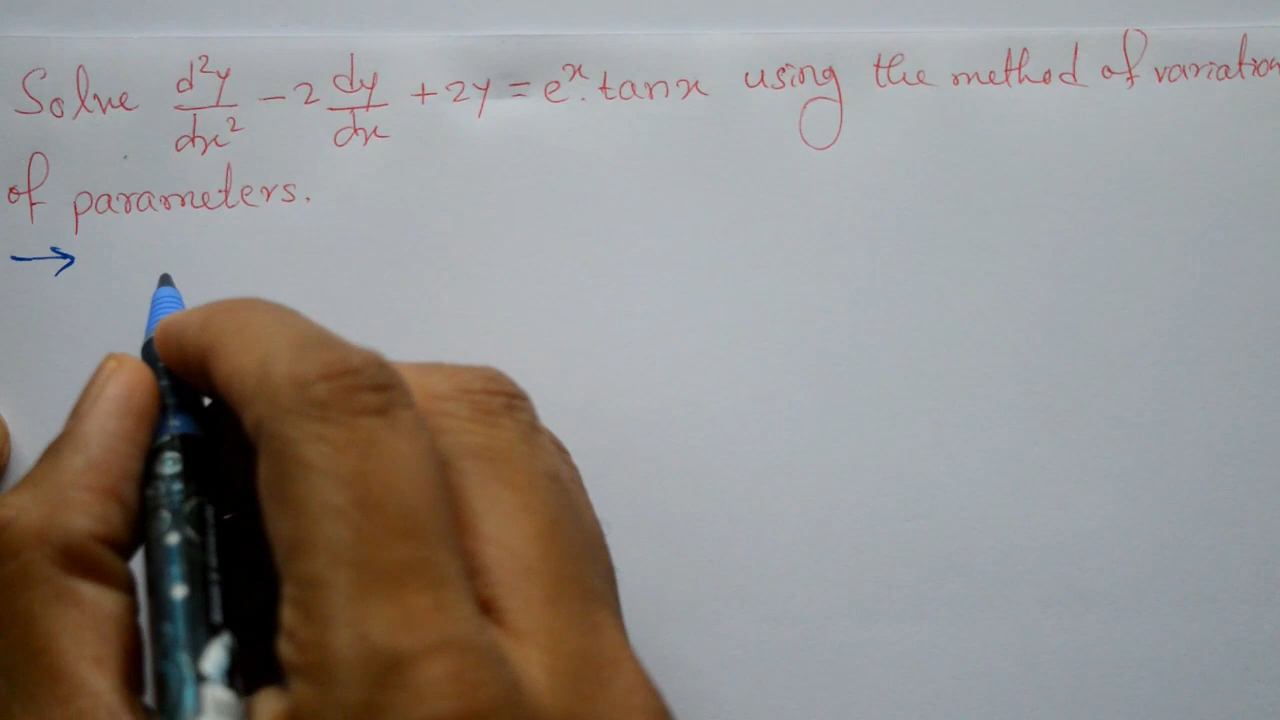 Solve d²y/dx² - 2 dy/dx + 2y = eˣ. tanx using the method of variation
of parameters.
→